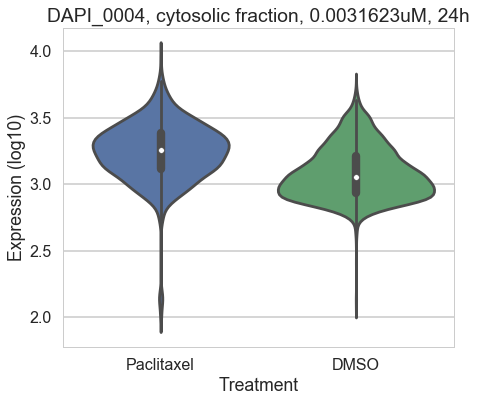 DAPI_0004, cytosolic fraction, 0.0031623uM, 24h
Expression (log10)
4.0
3.5
3.0
2.5
2.0
Paclitaxel DMSO
Treatment